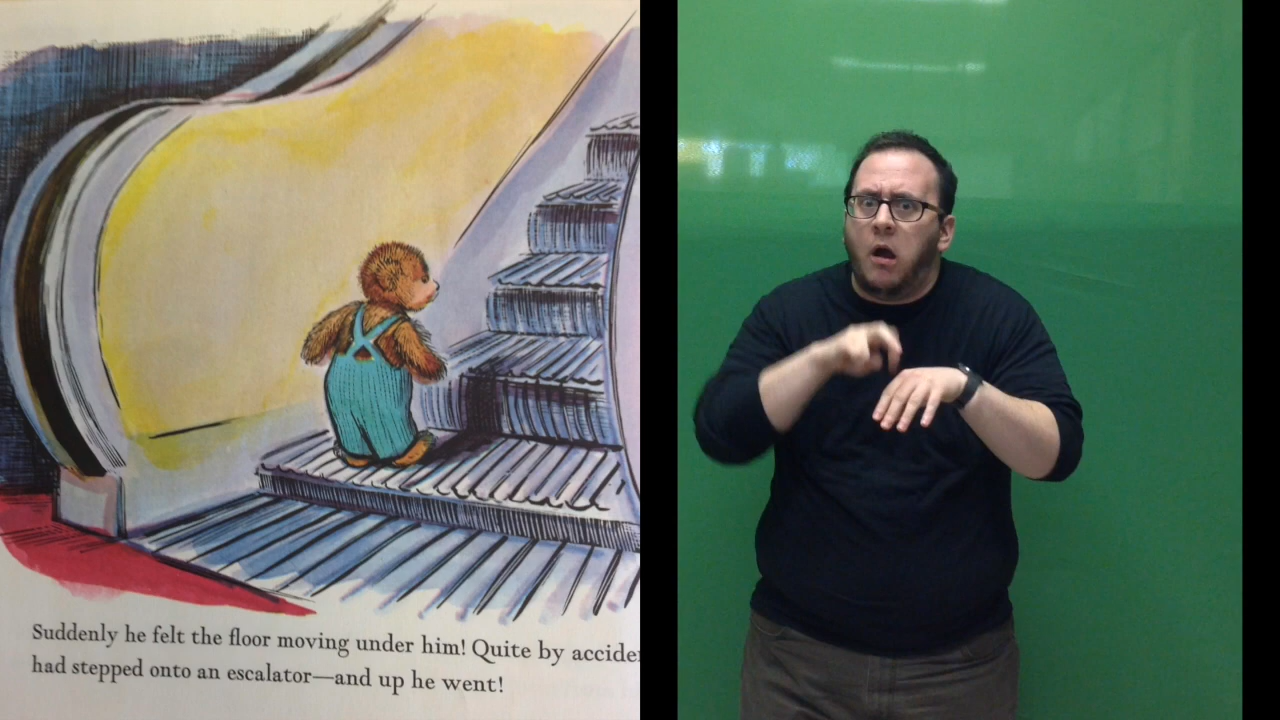 Suddenly he felt the floor moving under him! Quite by
had stepped onto an escalator—and up he went!